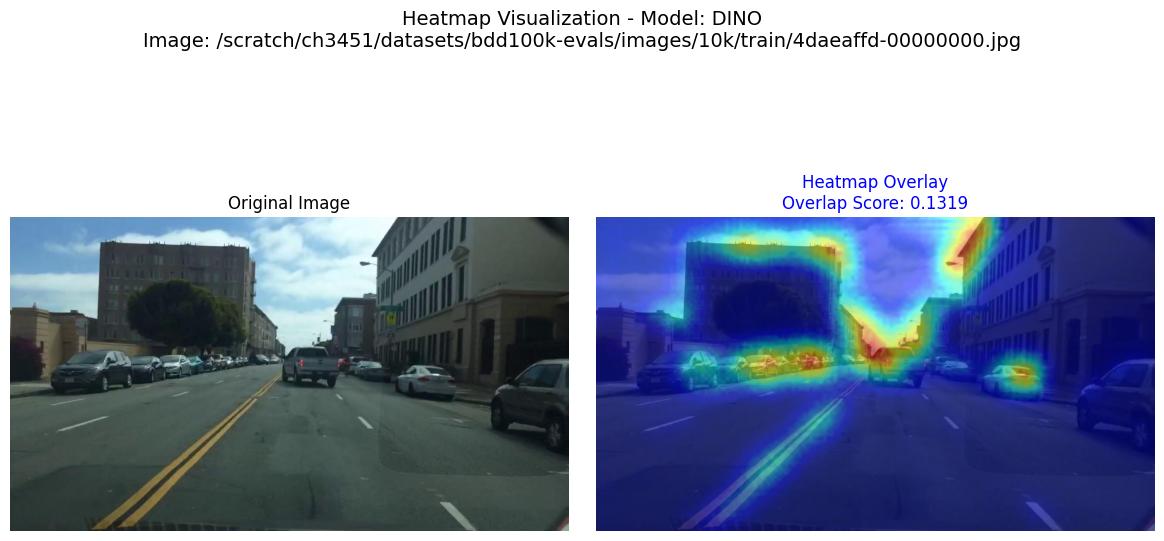 Heatmap Visualization - Model: DINO
Image: /scratch/ch3451/datasets/bdd100k-evals/images/10k/train/4daeaffd-00000000.jpg
Original Image
Heatmap Overlay
Overlap Score: 0.1319